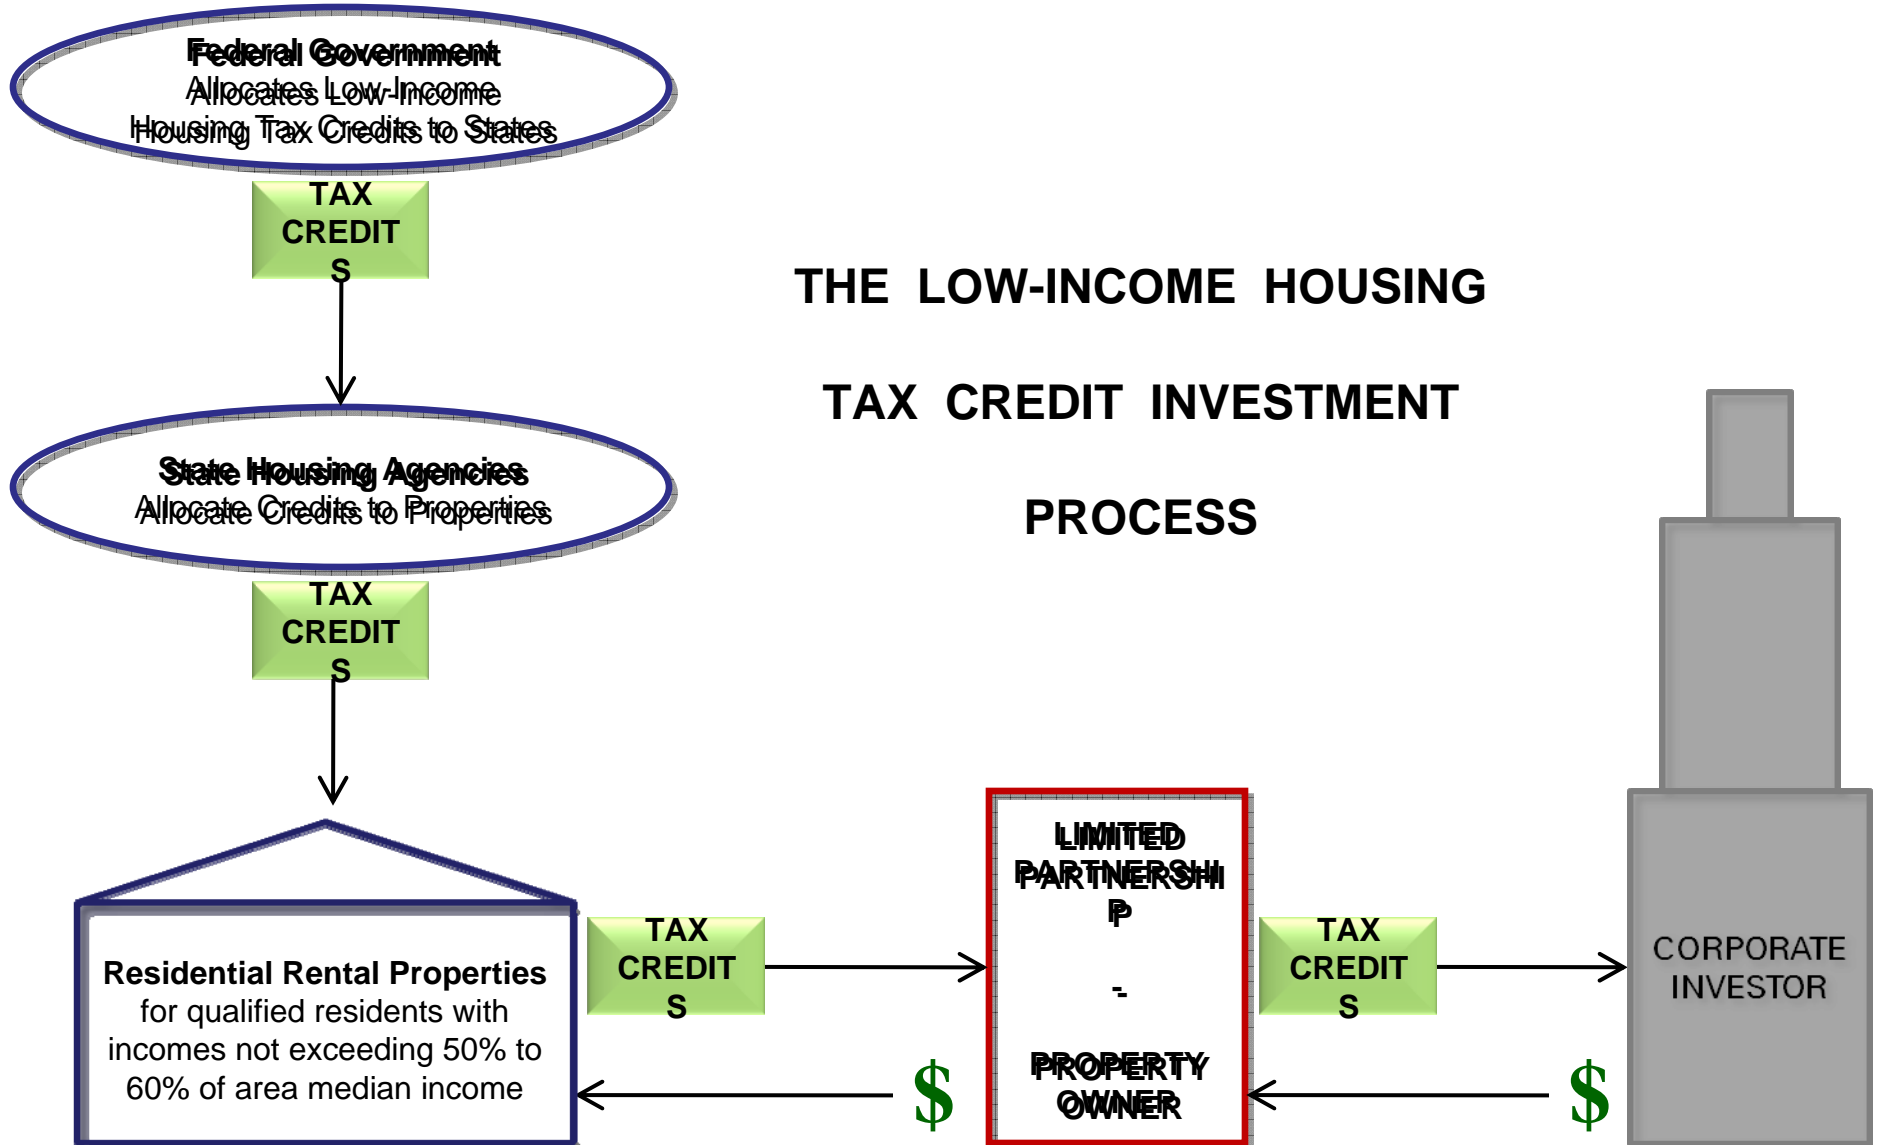 Federal Government
Allocates Low-Income
Housing Tax Credits to States
TAX
CREDIT
S
THE LOW-INCOME HOUSING
TAX CREDIT INVESTMENT
PROCESS
State Housing Agencies
Allocate Credits to Properties
TAX
CREDIT
S
Residential Rental Properties
for qualified residents with
incomes not exceeding 50% to
60% of area median income
TAX
CREDIT
S
$
LIMITED
PARTNERSHI
P
-
PROPERTY
OWNER
TAX
CREDIT
S
$
CORPORATE
INVESTOR